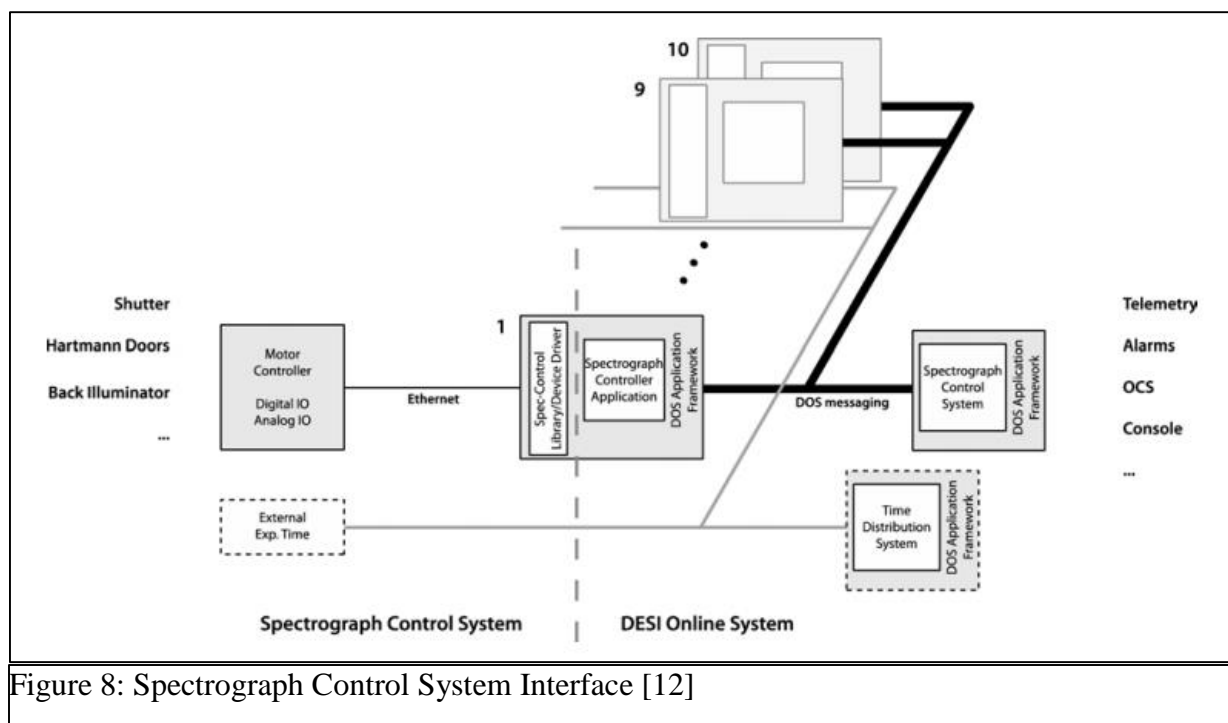 10
9
Shutter
Hartmann Doors
Back Illuminator
...
Motor
Controller
Digital IO
Analog IO
Ethernet
1
Spec-Control
Library/Device Driver
Spectrograph
Controller
Application
DOS Application
Framework
DOS messaging
Spectrograph
Control
System
DOS Application
Framework
Telemetry
Alarms
OCS
Console
...
External
Exp. Time
Time
Distribution
System
DOS Application
Framework
Spectrograph Control System
DESI Online System
Figure 8: Spectrograph Control System Interface [12]